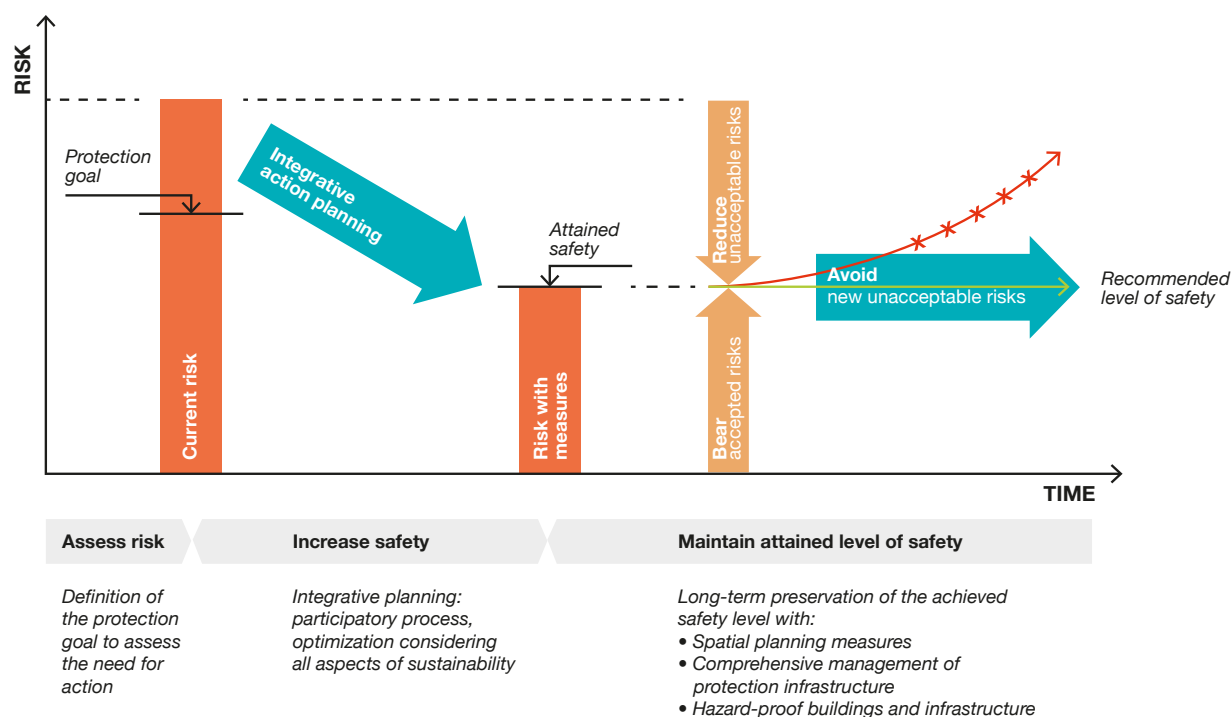 RISK
Protection
goal
Current risk
Integrative
action planning
Attained
safety
Risk with
measures
Reduce
unacceptable risks
Bear
accepted risks
Avoid
new unacceptable risks
Recommended
level of safety
TIME
Assess risk
Increase safety
Maintain attained level of safety
Definition of
the protection
goal to assess
the need for
action
Integrative planning:
participatory process,
optimization considering
all aspects of sustainability
Long-term preservation of the achieved
safety level with:
• Spatial planning measures
• Comprehensive management of
protection infrastructure
• Hazard-proof buildings and infrastructure